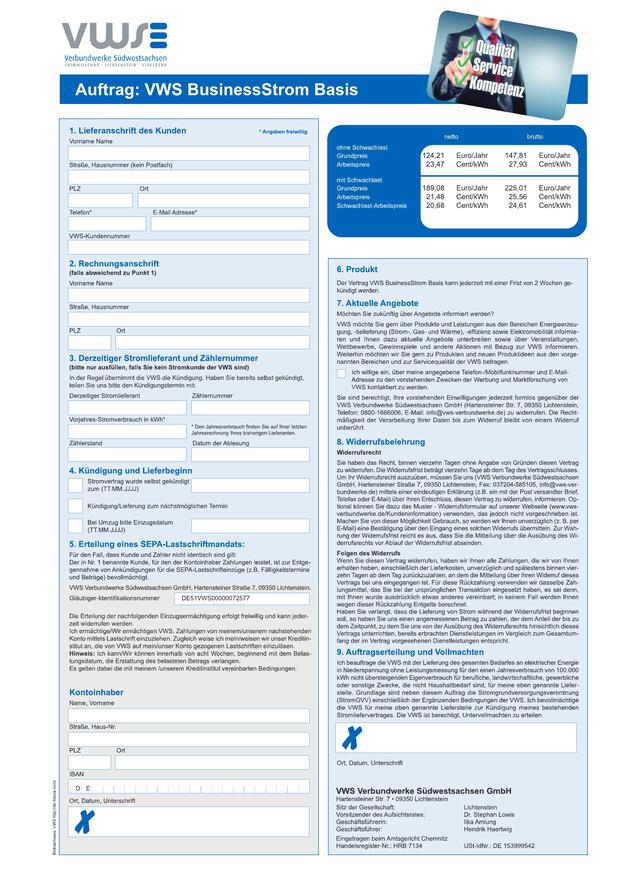 VWS
Verbundwerke Südwestsachsen
CRIMMITSCHAU · LICHTENSTEIN · STOLLBERG
Qualität
Service
Kompetenz
Auftrag: VWS BusinessStrom Basis
1. Lieferanschrift des Kunden
* Angaben freiwillig
Vorname Name
Straße, Hausnummer (kein Postfach)
PLZ Ort
Telefon* E-Mail Adresse*
VWS-Kundennummer
2. Rechnungsanschrift
(falls abweichend zu Punkt 1)
Vorname Name
Straße, Hausnummer
PLZ Ort
3. Derzeitiger Stromlieferant und Zählernummer
(bitte nur ausfüllen, falls Sie kein Stromkunde der VWS sind)
In der Regel übernimmt die VWS die Kündigung. Haben Sie bereits selbst gekündigt,
teilen Sie uns bitte den Kündigungstermin mit.
Derzeitiger Stromlieferant Zählernummer
Vorjahres-Stromverbrauch in kWh*
* Den Jahresverbrauch finden Sie auf Ihrer letzten
Jahresrechnung Ihres bisherigen Lieferanten.
Zählerstand Datum der Ablesung
4. Kündigung und Lieferbeginn
Stromvertrag wurde selbst gekündigt
zum (TT.MM.JJJJ)
Kündigung/Lieferung zum nächstmöglichen Termin
Bei Umzug bitte Einzugsdatum
(TT.MM.JJJJ)
5. Erteilung eines SEPA-Lastschriftmandats:
Für den Fall, dass Kunde und Zahler nicht identisch sind gilt:
Der in Nr. 1 benannte Kunde, für den der Kontoinhaber Zahlungen leistet, ist zur Entge-
gennahme von Ankündigungen für die SEPA-Lastschrifteinzüge (z.B. Fälligkeitstermine
und Beträge) bevollmächtigt.
VWS Verbundwerke Südwestsachsen GmbH, Hartensteiner Straße 7, 09350 Lichtenstein.
Gläubiger-Identifikationsnummer DE51VWS00000072577
Die Erteilung der nachfolgenden Einzugsermächtigung erfolgt freiwillig und kann jeder-
zeit widerrufen werden.
Ich ermächtige/Wir ermächtigen VWS, Zahlungen von meinem/unserem nachstehenden
Konto mittels Lastschrift einzuziehen. Zugleich weise ich mein/weisen wir unser Kreditin-
stitut an, die von VWS auf mein/unser Konto gezogenen Lastschriften einzulösen.
Hinweis: Ich kann/Wir können innerhalb von acht Wochen, beginnend mit dem Belas-
tungsdatum, die Erstattung des belasteten Betrags verlangen.
Es gelten dabei die mit meinem /unserem Kreditinstitut vereinbarten Bedingungen.
Kontoinhaber
Name, Vorname
Straße, Haus-Nr.
PLZ Ort
IBAN
D E
Ort, Datum, Unterschrift
netto brutto
ohne Schwachlast
Grundpreis 124,21 Euro/Jahr 147,81 Euro/Jahr
Arbeitspreis 23,47 Cent/kWh 27,93 Cent/kWh
mit Schwachlast
Grundpreis 189,08 Euro/Jahr 225,01 Euro/Jahr
Arbeitspreis 21,48 Cent/kWh 25,56 Cent/kWh
Schwachlast-Arbeitspreis 20,68 Cent/kWh 24,61 Cent/kWh
6. Produkt
Der Vertrag VWS BusinessStrom Basis kann jederzeit mit einer Frist von 2 Wochen ge-
kündigt werden.
7. Aktuelle Angebote
Möchten Sie zukünftig über Angebote informiert werden?
VWS möchte Sie gern über Produkte und Leistungen aus den Bereichen Energieerzeu-
gung, -belieferung (Strom-, Gas- und Wärme), -effizienz sowie Elektromobilität informie-
ren und Ihnen dazu aktuelle Angebote unterbreiten sowie über Veranstaltungen,
Wettbewerbe, Gewinnspiele und andere Aktionen mit Bezug zur VWS informieren.
Weiterhin möchten wir Sie gern zu Produkten und neuen Produktideen aus den vorge-
nannten Bereichen und zur Servicequalität der VWS befragen.
Ich willige ein, über meine angegebene Telefon-/Mobilfunknummer und E-Mail-
Adresse zu den vorstehenden Zwecken der Werbung und Marktforschung von
VWS kontaktiert zu werden.
Sie sind berechtigt, Ihre vorstehenden Einwilligungen jederzeit formlos gegenüber der
VWS Verbundwerke Südwestsachsen GmbH (Hartensteiner Str. 7, 09350 Lichtenstein,
Telefon: 0800-1666006, E-Mail: info@vws-verbundwerke.de) zu widerrufen. Die Recht-
mäßigkeit der Verarbeitung Ihrer Daten bis zum Widerruf bleibt von einem Widerruf
unberührt.
8. Widerrufsbelehrung
Widerrufsrecht
Sie haben das Recht, binnen vierzehn Tagen ohne Angabe von Gründen diesen Vertrag
zu widerrufen. Die Widerrufsfrist beträgt vierzehn Tage ab dem Tag des Vertragsschlusses.
Um Ihr Widerrufsrecht auszuüben, müssen Sie uns (VWS Verbundwerke Südwestsachsen
GmbH, Hartensteiner Straße 7, 09350 Lichtenstein, Fax: 037204-585105, info@vws-ver-
bundwerke.de) mittels einer eindeutigen Erklärung (z.B. ein mit der Post versandter Brief,
Telefax oder E-Mail) über Ihren Entschluss, diesen Vertrag zu widerrufen, informieren. Op-
tional können Sie dazu das Muster - Widerrufsformular auf unserer Website (www.vws-
verbundwerke.de/Kundeninformation) verwenden, das jedoch nicht vorgeschrieben ist.
Machen Sie von dieser Möglichkeit Gebrauch, so werden wir Ihnen unverzüglich (z. B. per
E-Mail) eine Bestätigung über den Eingang eines solchen Widerrufs übermitteln. Zur Wah-
rung der Widerrufsfrist reicht es aus, dass Sie die Mitteilung über die Ausübung des Wi-
derrufsrechts vor Ablauf der Widerrufsfrist absenden.
Folgen des Widerrufs
Wenn Sie diesen Vertrag widerrufen, haben wir Ihnen alle Zahlungen, die wir von Ihnen
erhalten haben, einschließlich der Lieferkosten, unverzüglich und spätestens binnen vier-
zehn Tagen ab dem Tag zurückzuzahlen, an dem die Mitteilung über Ihren Widerruf dieses
Vertrags bei uns eingegangen ist. Für diese Rückzahlung verwenden wir dasselbe Zah-
lungsmittel, das Sie bei der ursprünglichen Transaktion eingesetzt haben, es sei denn,
mit Ihnen wurde ausdrücklich etwas anderes vereinbart; in keinem Fall werden Ihnen
wegen dieser Rückzahlung Entgelte berechnet.
Haben Sie verlangt, dass die Lieferung von Strom während der Widerrufsfrist beginnen
soll, so haben Sie uns einen angemessenen Betrag zu zahlen, der dem Anteil der bis zu
dem Zeitpunkt, zu dem Sie uns von der Ausübung des Widerrufsrechts hinsichtlich dieses
Vertrags unterrichten, bereits erbrachten Dienstleistungen im Vergleich zum Gesamtum-
fang der im Vertrag vorgesehenen Dienstleistungen entspricht.
9. Auftragserteilung und Vollmachten
Ich beauftrage die VWS mit der Lieferung des gesamten Bedarfes an elektrischer Energie
in Niederspannung ohne Leistungsmessung für den einen Jahresverbrauch von 100.000
kWh nicht übersteigenden Eigenverbrauch für berufliche, landwirtschaftliche, gewerbliche
oder sonstige Zwecke, die nicht Haushaltbedarf sind, für meine oben genannte Liefer-
stelle. Grundlage sind neben diesem Auftrag die Stromgrundversorgungsverordnung
(StromGVV) einschließlich der Ergänzenden Bedingungen der VWS. Ich bevollmächtige
die VWS für meine oben genannte Lieferstelle zur Kündigung meines bestehenden
Stromliefervertrages. Die VWS ist berechtigt, Untervollmachten zu erteilen.
Ort, Datum, Unterschrift
VWS Verbundwerke Südwestsachsen GmbH
Hartensteiner Str. 7 • 09350 Lichtenstein
Sitz der Gesellschaft: Lichtenstein
Vorsitzender des Aufsichtsrates: Dr. Stephan Lowis
Geschäftsführerin: Ilka Amlung
Geschäftsführer: Hendrik Haertwig
Eingetragen beim Amtsgericht Chemnitz
Handelsregister-Nr.: HRB 7134 USt-IdNr.: DE 153999542